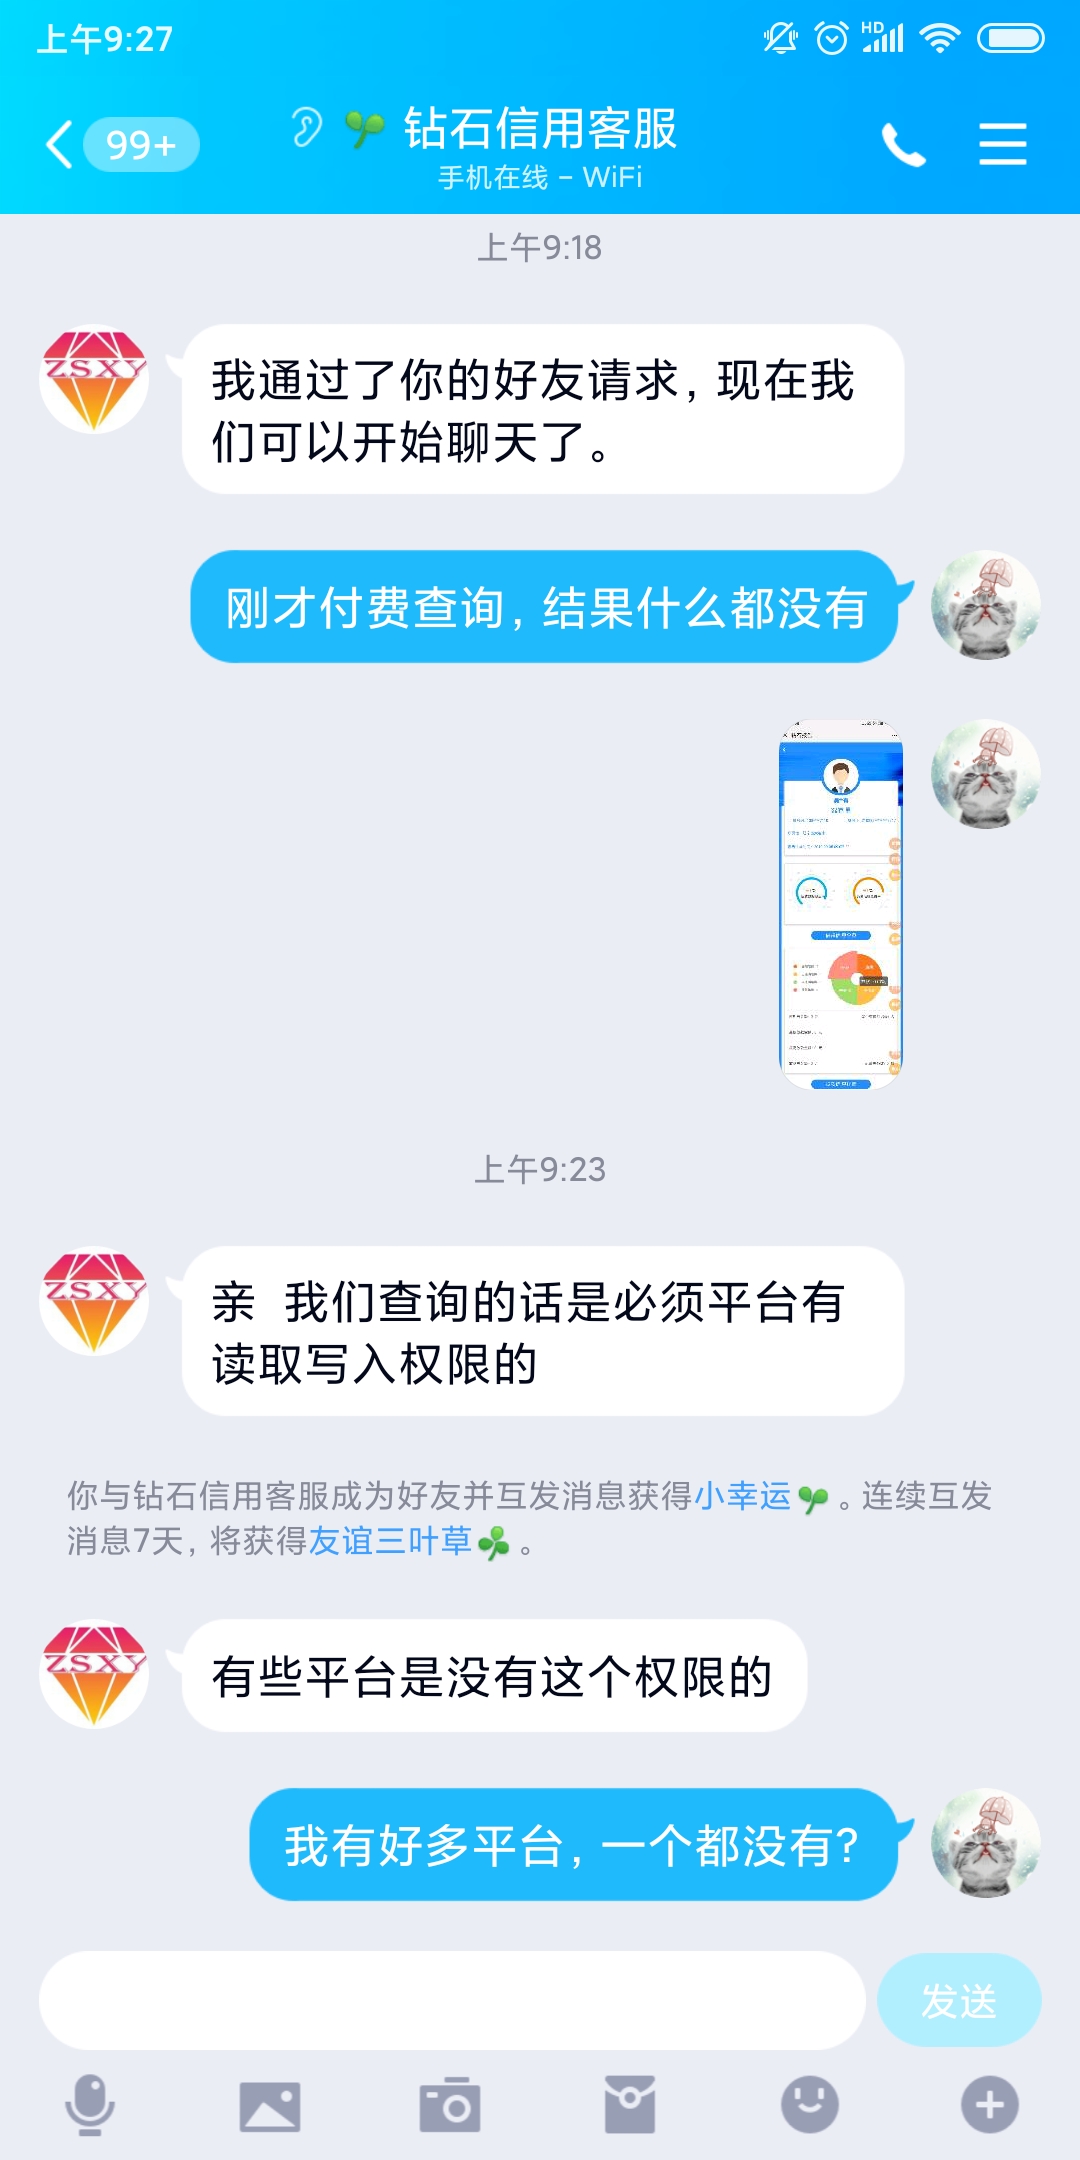 上午9:27
HD
99+
钻石信用客服
手机在线 - WiFi
上午9:18
ZSXY
我通过了你的好友请求，现在我
们可以开始聊天了。
刚才付费查询，结果什么都没有
上午9:23
ZSXY
亲 我们查询的话是必须平台有
读取写入权限的
你与钻石信用客服成为好友并互发消息获得小幸运。连续互发
消息7天，将获得友谊三叶草。
ZSXY
有些平台是没有这个权限的
我有好多平台，一个都没有?
发送